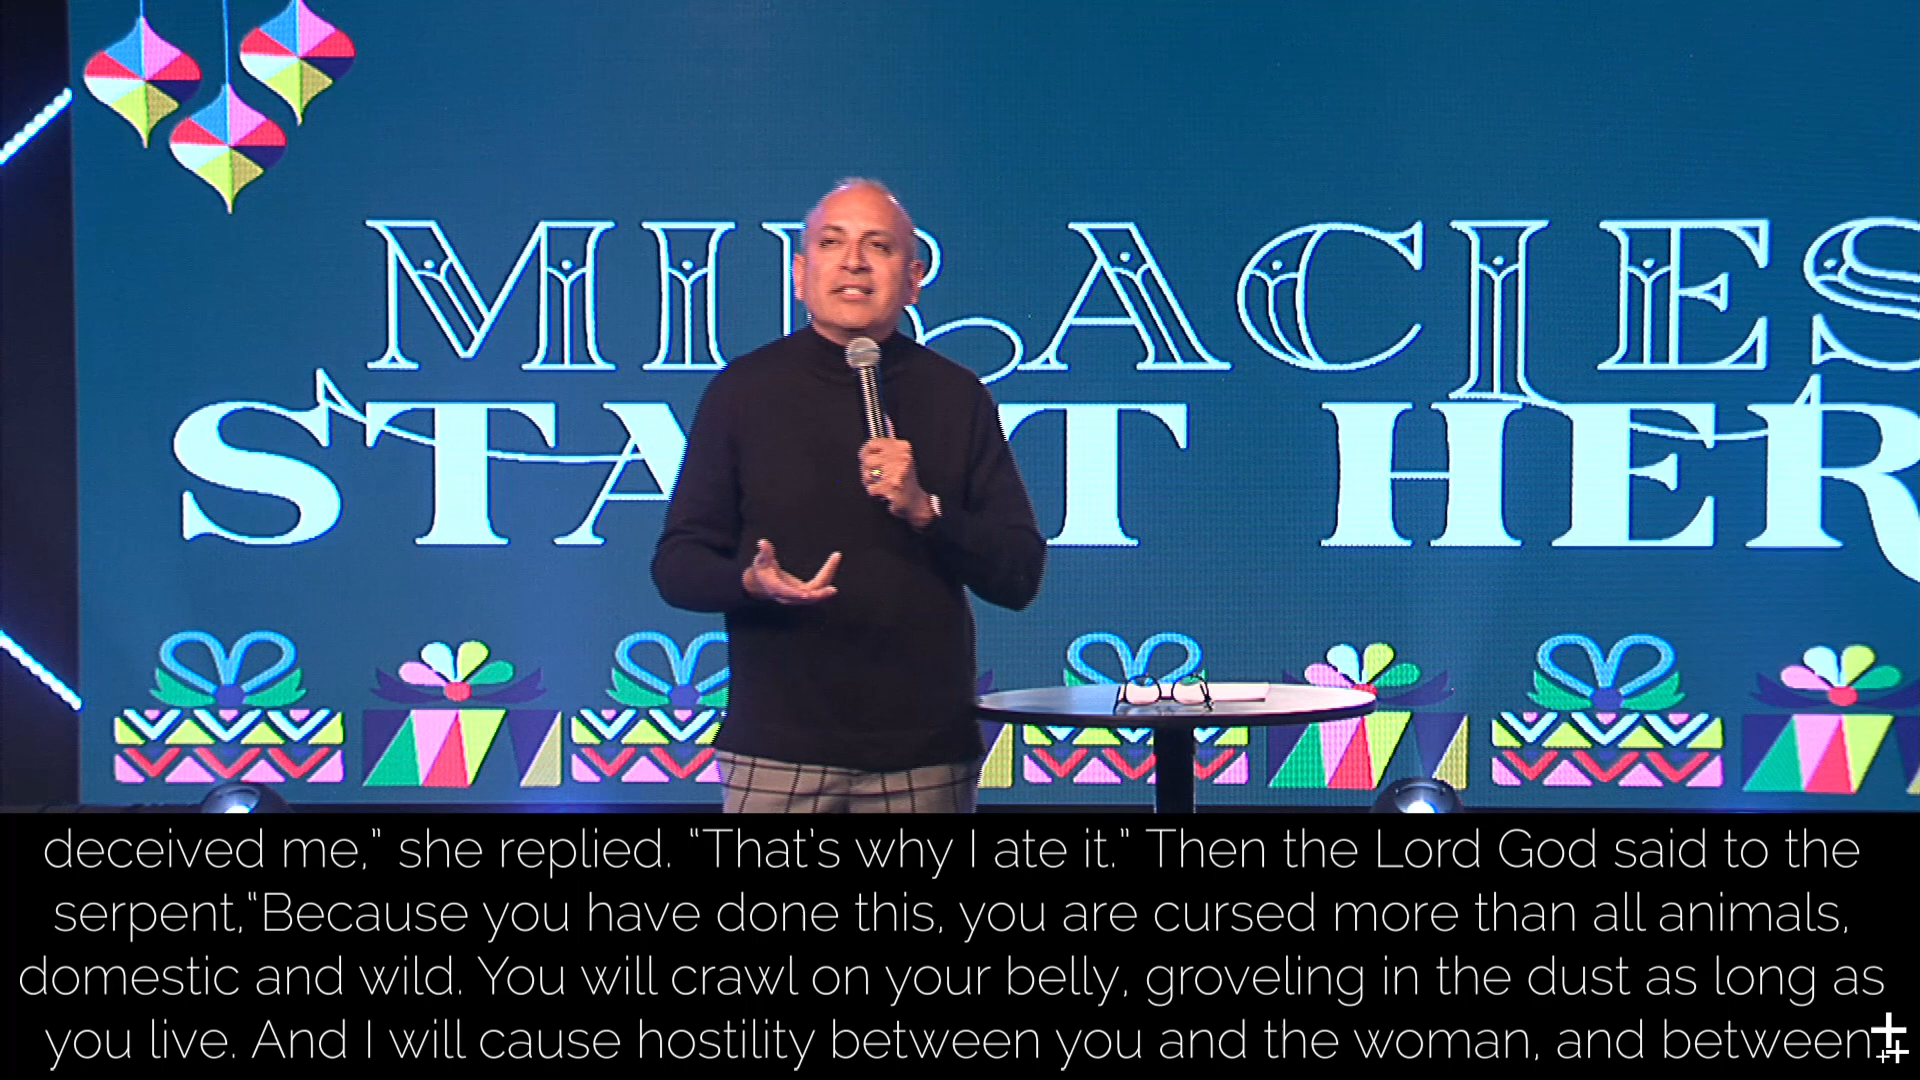 MIRACLES
START HER
deceived me,” she replied. “That’s why I ate it.” Then the Lord God said to the
serpent,“Because you have done this, you are cursed more than all animals,
domestic and wild. You will crawl on your belly, groveling in the dust as long as
you live. And I will cause hostility between you and the woman, and between